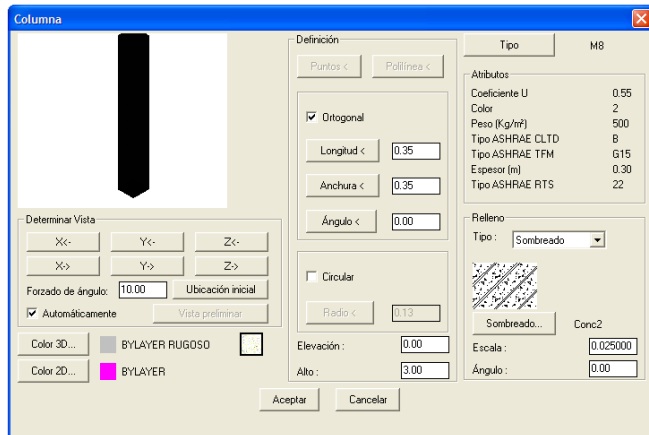 Columna
Definición
Puntos <
Polilínea <
Ortogonal
Longitud <
0.35
Anchura <
0.35
Ángulo <
0.00
Circular
Radio <
0.13
Elevación :
0.00
Alto :
3.00
Tipo
M8
Atributos
Coeficiente U
0.55
Color
2
Peso (Kg/m²)
500
Tipo ASHRAE CLTD
B
Tipo ASHRAE TFM
G15
Espesor (m)
0.30
Tipo ASHRAE RTS
22
Relleno
Tipo :
Sombreado
Sombreado...
Conc2
Escala :
0.025000
Ángulo :
0.00
Determinar Vista
X<-
Y<-
Z<-
X->
Y->
Z->
Forzado de ángulo:
10.00
Ubicación inicial
Automáticamente
Vista preliminar
Color 3D...
BYLAYER RUGOSO
Color 2D...
BYLAYER
Aceptar
Cancelar